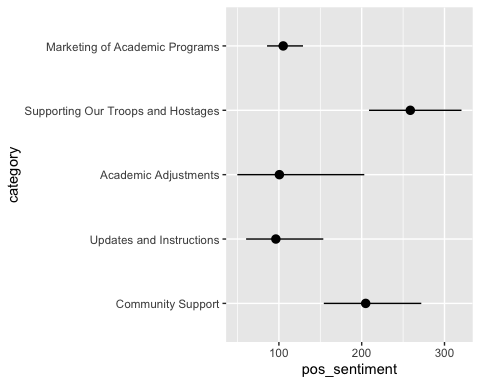 Marketing of Academic Programs
Supporting Our Troops and Hostages
Academic Adjustments
Updates and Instructions
Community Support
category
100 200 300
pos_sentiment